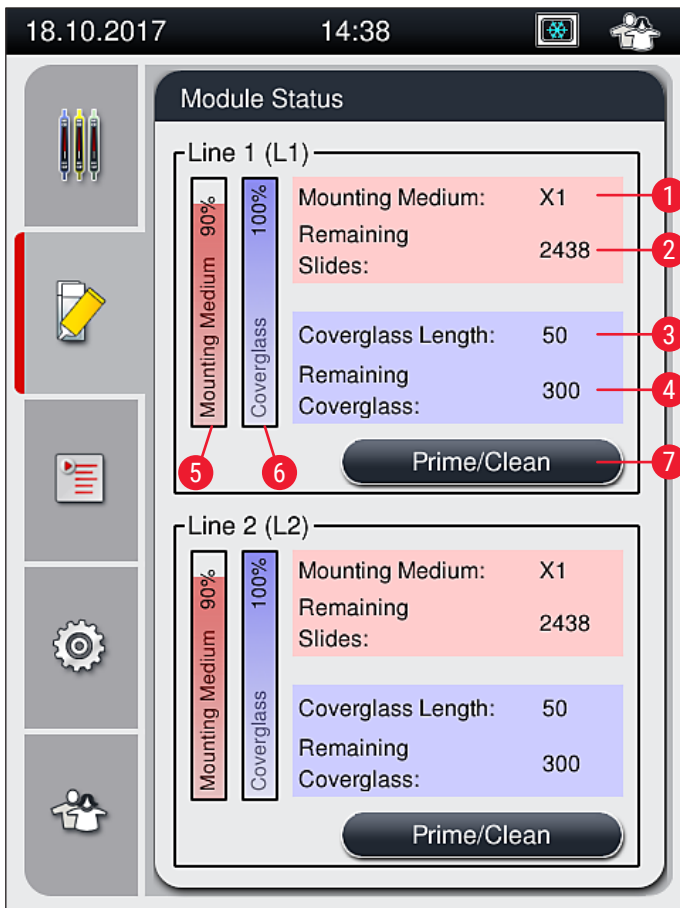 18.10.2017 14:38
Module Status
Line 1 (L1)
Mounting Medium 90%
Coverglass 100%
Mounting Medium: X1
Remaining
Slides: 2438
Coverglass Length: 50
Remaining
Coverglass: 300
Prime/Clean
1
2
3
4
5
6
7
Line 2 (L2)
Mounting Medium 90%
Coverglass 100%
Mounting Medium: X1
Remaining
Slides: 2438
Coverglass Length: 50
Remaining
Coverglass: 300
Prime/Clean